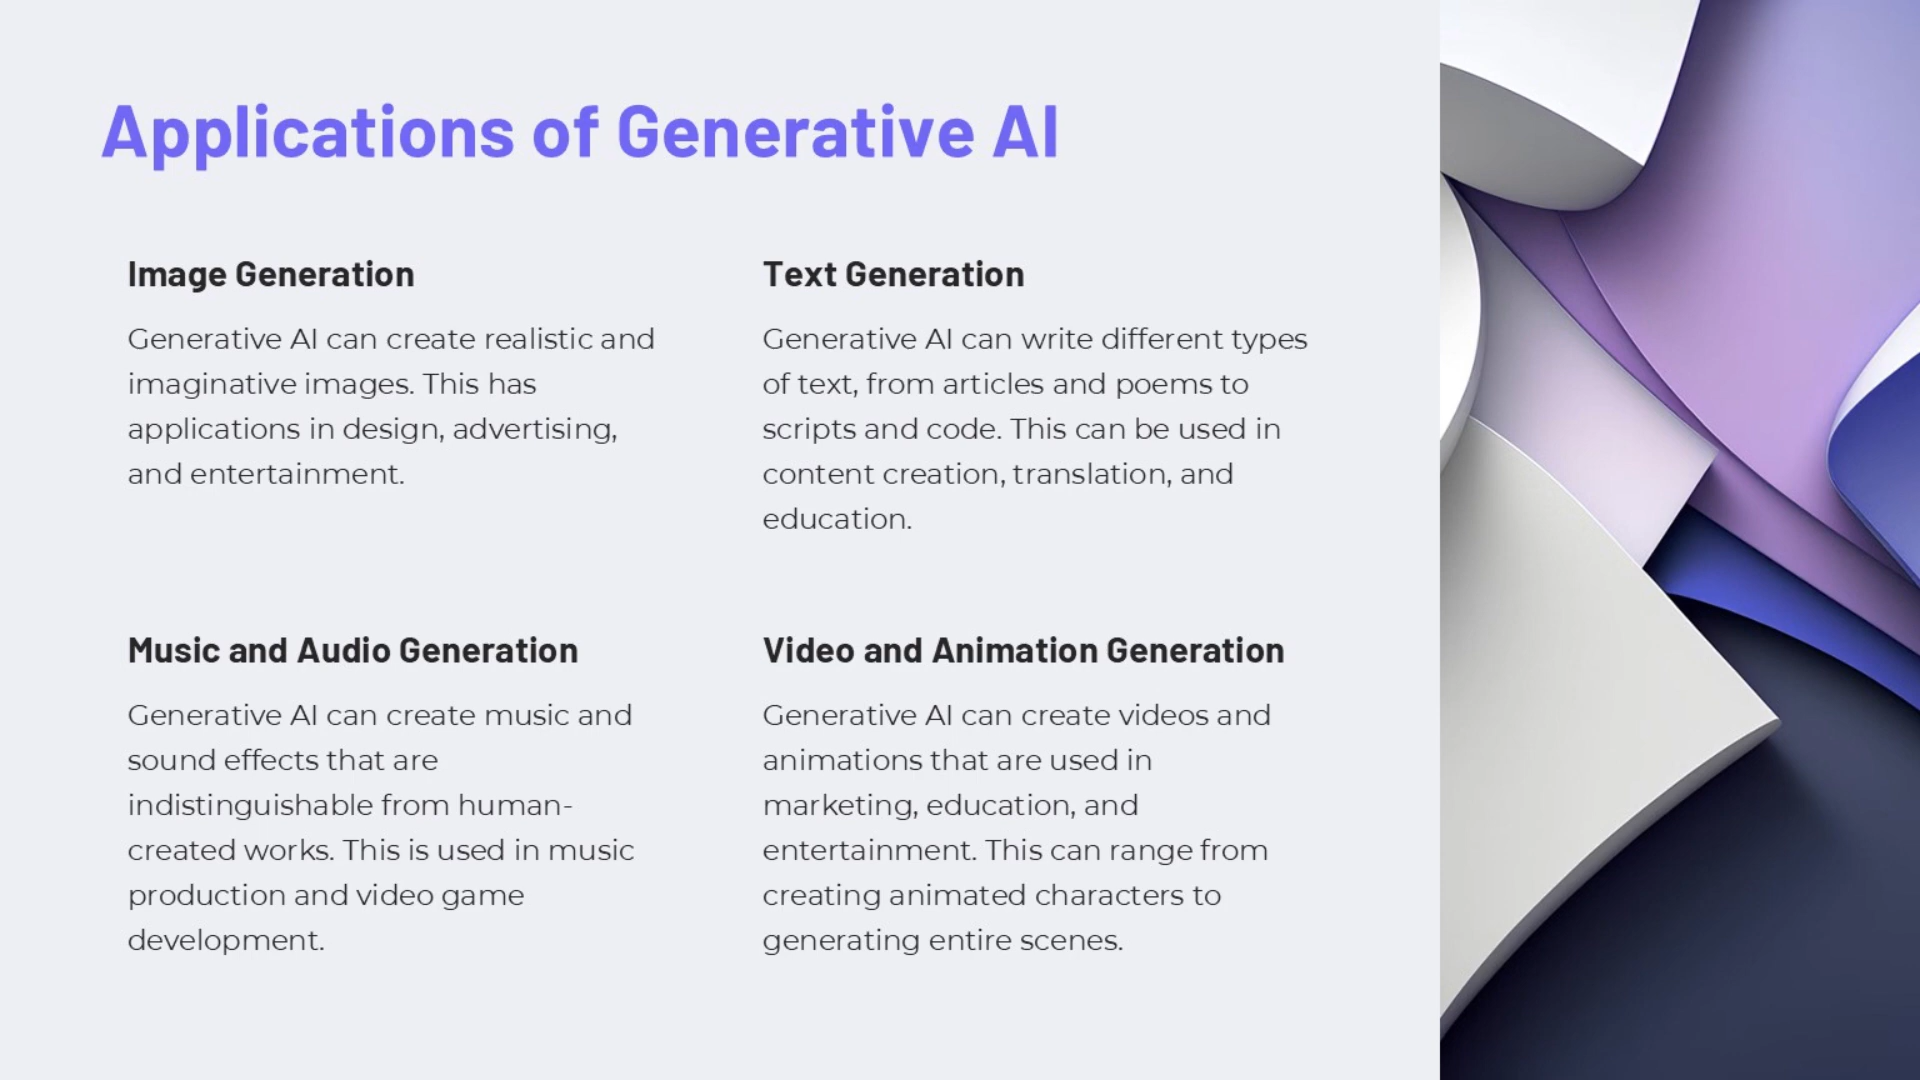 Applications of Generative AI
Image Generation
Generative AI can create realistic and
imaginative images. This has
applications in design, advertising,
and entertainment.
Text Generation
Generative AI can write different types
of text, from articles and poems to
scripts and code. This can be used in
content creation, translation, and
education.
Music and Audio Generation
Generative AI can create music and
sound effects that are
indistinguishable from human-
created works. This is used in music
production and video game
development.
Video and Animation Generation
Generative AI can create videos and
animations that are used in
marketing, education, and
entertainment. This can range from
creating animated characters to
generating entire scenes.